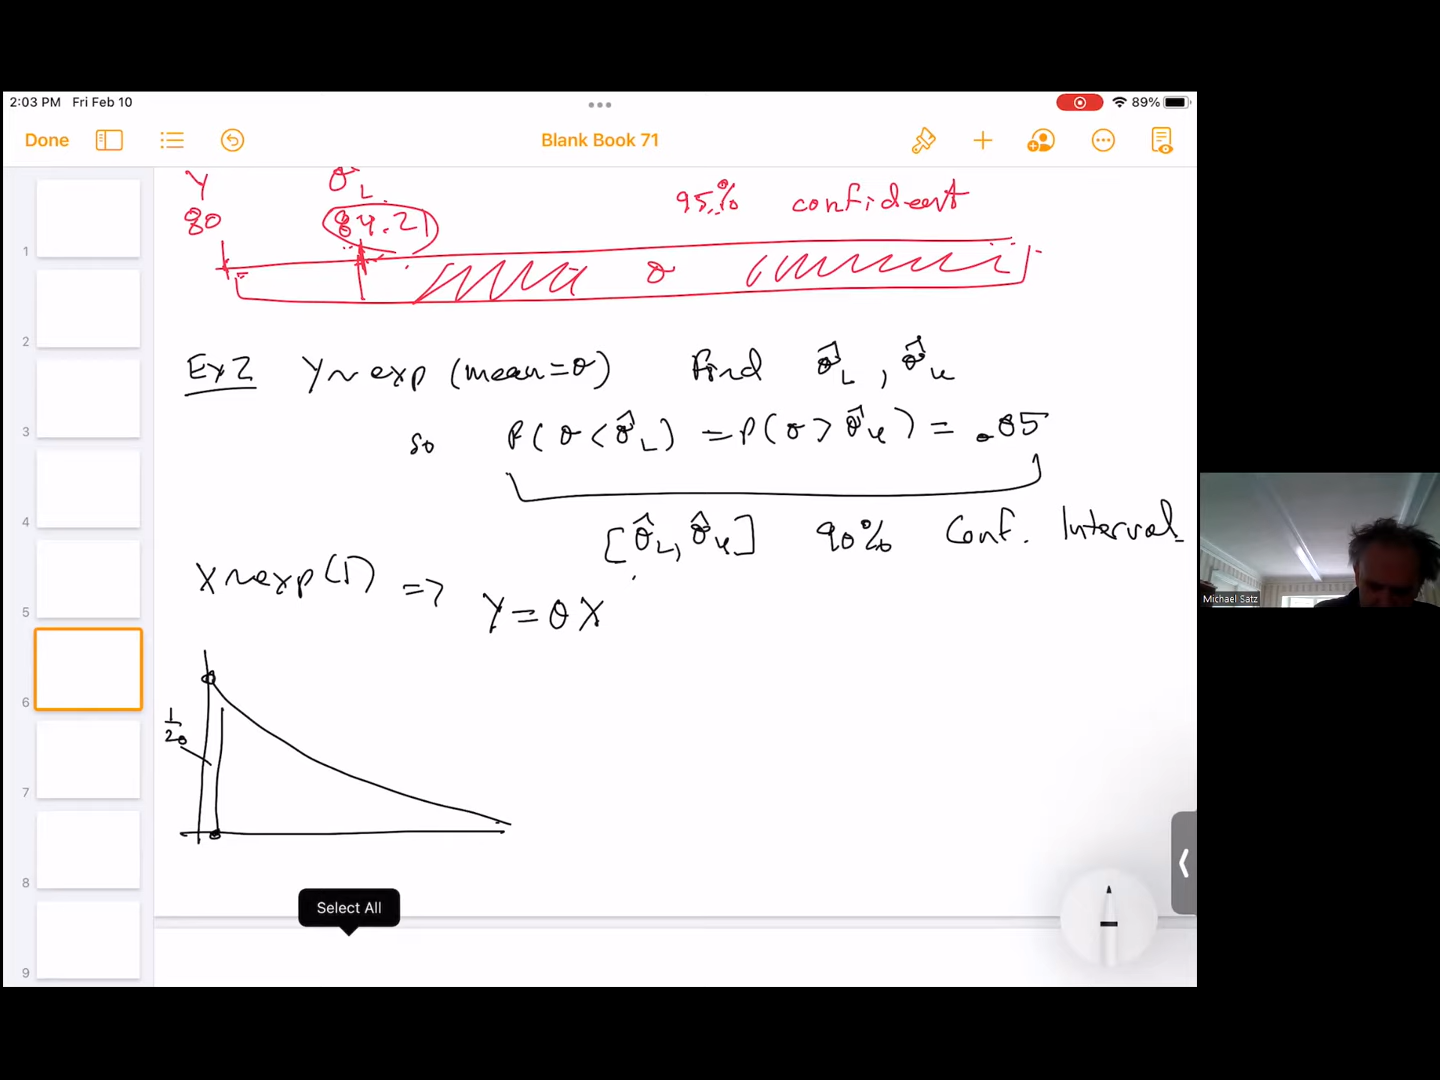 2:03 PM Fri Feb 10
89%
Done
Blank Book 71
Y
θ̂L
95% confident
80
84.21
θ
Ex2 Y~exp(mean=θ) Find θ̂L, θ̂u
so P(θ<θ̂L) = P(θ>θ̂u) = .05
[θ̂L, θ̂u] 90% Conf. Interval
X~exp(1) => Y=θX
1/20
Select All
1
2
3
4
5
6
7
8
9
Michael Satz